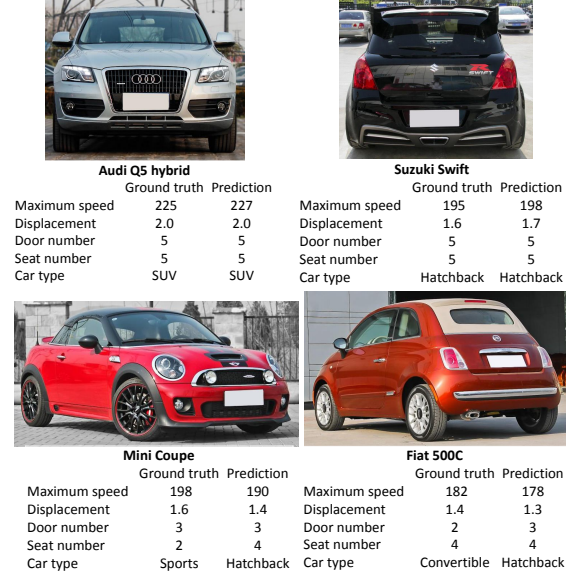 R
SWIFT
Audi Q5 hybrid
Ground truth Prediction
Maximum speed 225 227
Displacement 2.0 2.0
Door number 5 5
Seat number 5 5
Car type SUV SUV
Suzuki Swift
Ground truth Prediction
Maximum speed 195 198
Displacement 1.6 1.7
Door number 5 5
Seat number 5 5
Car type Hatchback Hatchback
Mini Coupe
Ground truth Prediction
Maximum speed 198 190
Displacement 1.6 1.4
Door number 3 3
Seat number 2 4
Car type Sports Hatchback
Fiat 500C
Ground truth Prediction
Maximum speed 182 178
Displacement 1.4 1.3
Door number 2 3
Seat number 4 4
Car type Convertible Hatchback